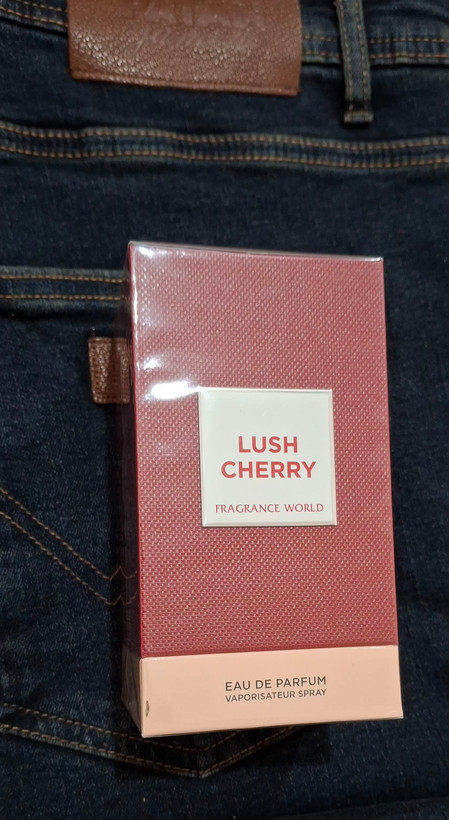 LUSH
CHERRY
FRAGRANCE WORLD
EAU DE PARFUM
VAPORISATEUR SPRAY